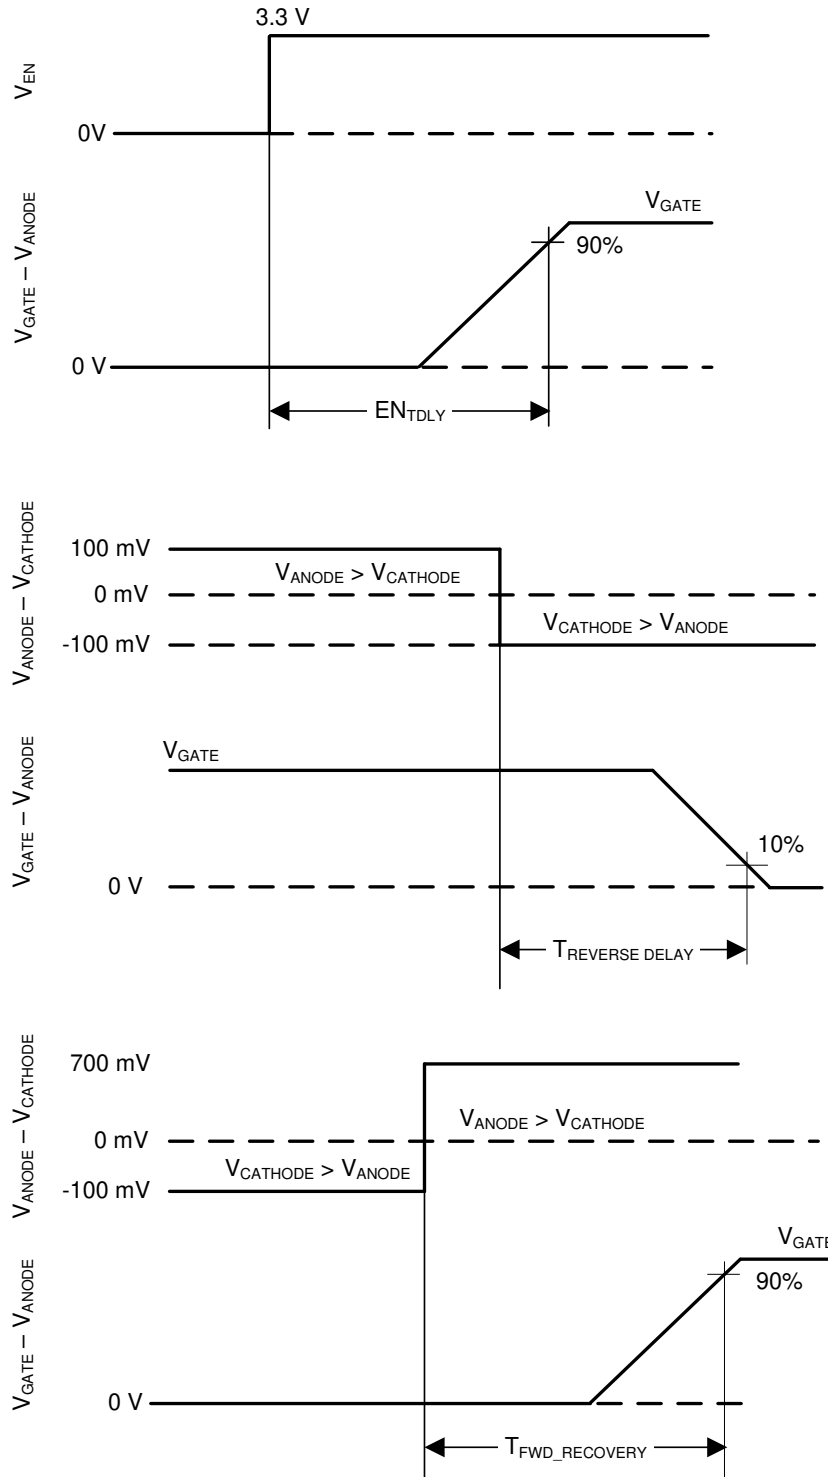 3.3 V
V_EN
0V
V_GATE – V_ANODE
V_GATE
90%
0 V
EN_TDLY
V_ANODE – V_CATHODE
100 mV
V_ANODE > V_CATHODE
0 mV
V_CATHODE > V_ANODE
-100 mV
V_GATE – V_ANODE
V_GATE
10%
0 V
T_REVERSE DELAY
V_ANODE – V_CATHODE
700 mV
V_ANODE > V_CATHODE
0 mV
V_CATHODE > V_ANODE
-100 mV
V_GATE – V_ANODE
V_GATE
90%
0 V
T_FWD_RECOVERY